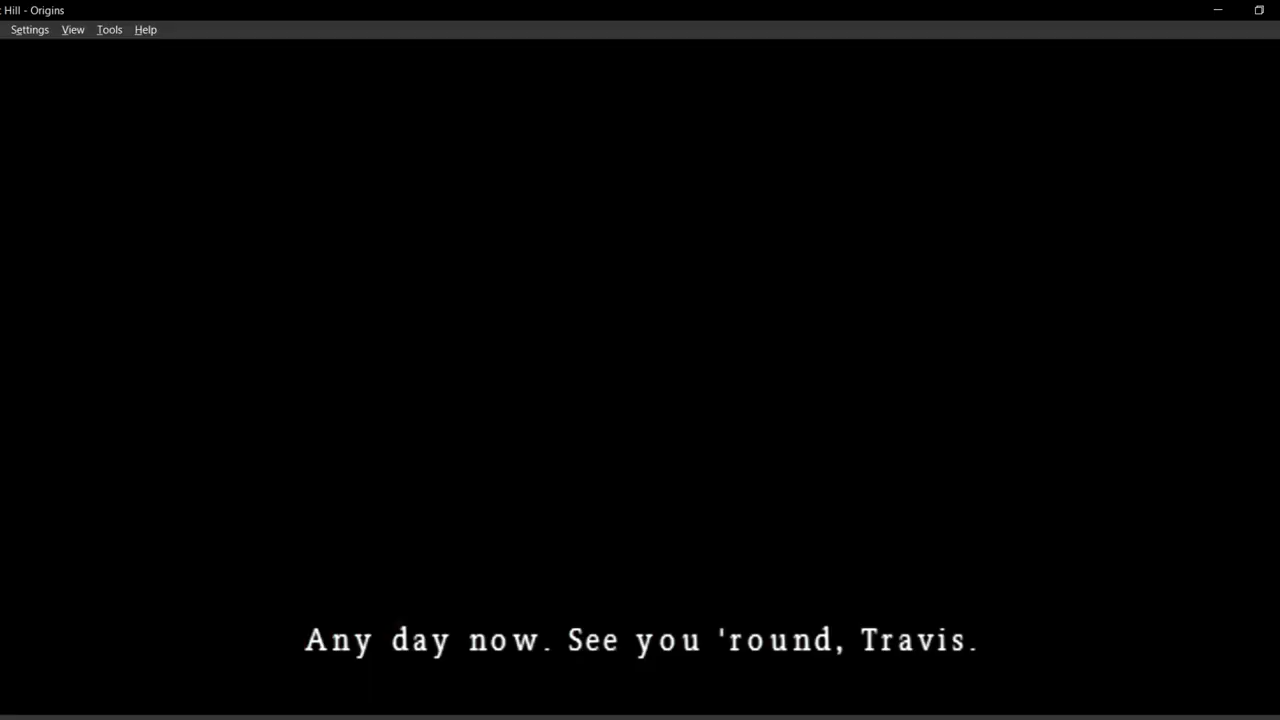 Hill - Origins
Settings View Tools Help
Any day now. See you 'round, Travis.